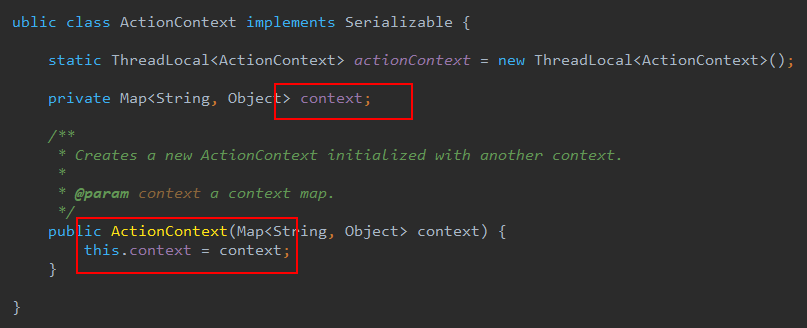 ublic class ActionContext implements Serializable {
static ThreadLocal<ActionContext> actionContext = new ThreadLocal<ActionContext>();
private Map<String, Object> context;
/**
* Creates a new ActionContext initialized with another context.
*
* @param context a context map.
*/
public ActionContext(Map<String, Object> context) {
this.context = context;
}
}